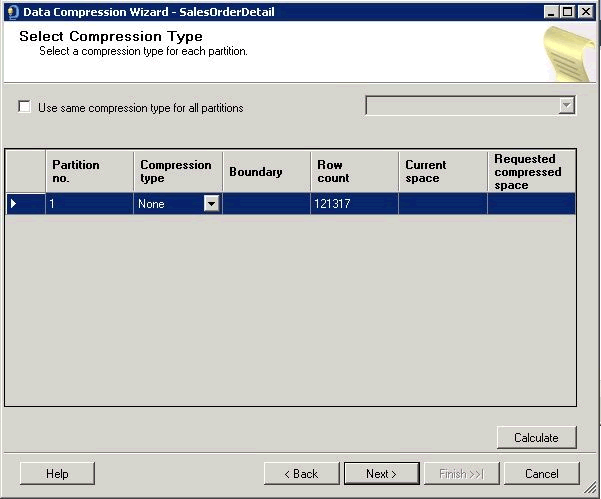 Data Compression Wizard - SalesOrderDetail
Select Compression Type
Select a compression type for each partition.
Use same compression type for all partitions
Partition no.
Compression type
Boundary
Row count
Current space
Requested compressed space
1
None
121317
Calculate
Help
< Back
Next >
Finish >>|
Cancel